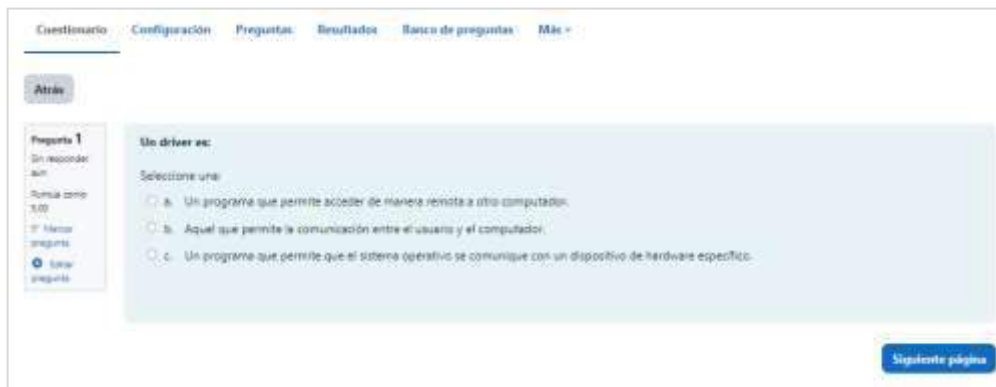 Cuestionario Configuración Preguntas Resultados Banco de preguntas Más
Atrás
Pregunta 1
Sin responder
aún
Puntúa como
Marcar
pregunta
Editar
pregunta
Un driver es:
Seleccione una:
a. Un programa que permite acceder de manera remota a otro computador.
b. Aquel que permite la comunicación entre el usuario y el computador.
c. Un programa que permite que el sistema operativo se comunique con un dispositivo de hardware específico.
Siguiente página